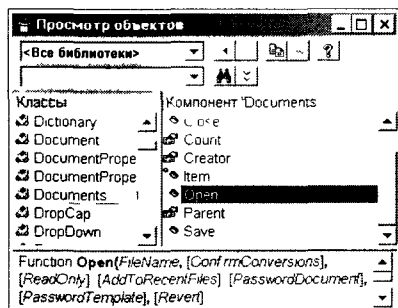 Просмотр объектов
<Все библиотеки>
Классы
Dictionary
Document
DocumentPrope
DocumentPrope
Documents
DropCap
DropDown
Компонент 'Documents
Close
Count
Creator
Item
Open
Parent
Save
Function Open(FileName, [ConfirmConversions],
[ReadOnly] [AddToRecentFiles] [PasswordDocument],
[PasswordTemplate], [Revert]